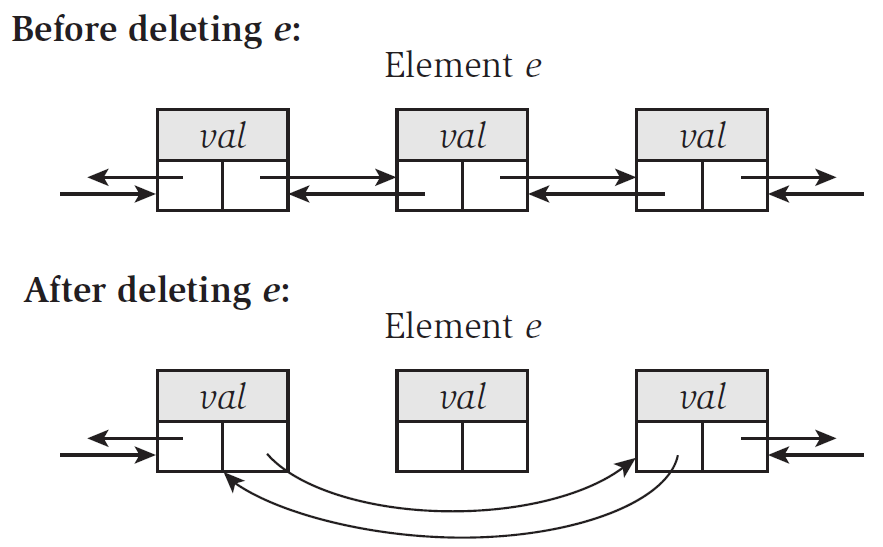 Before deleting e:
Element e
val val val
After deleting e:
Element e
val val val